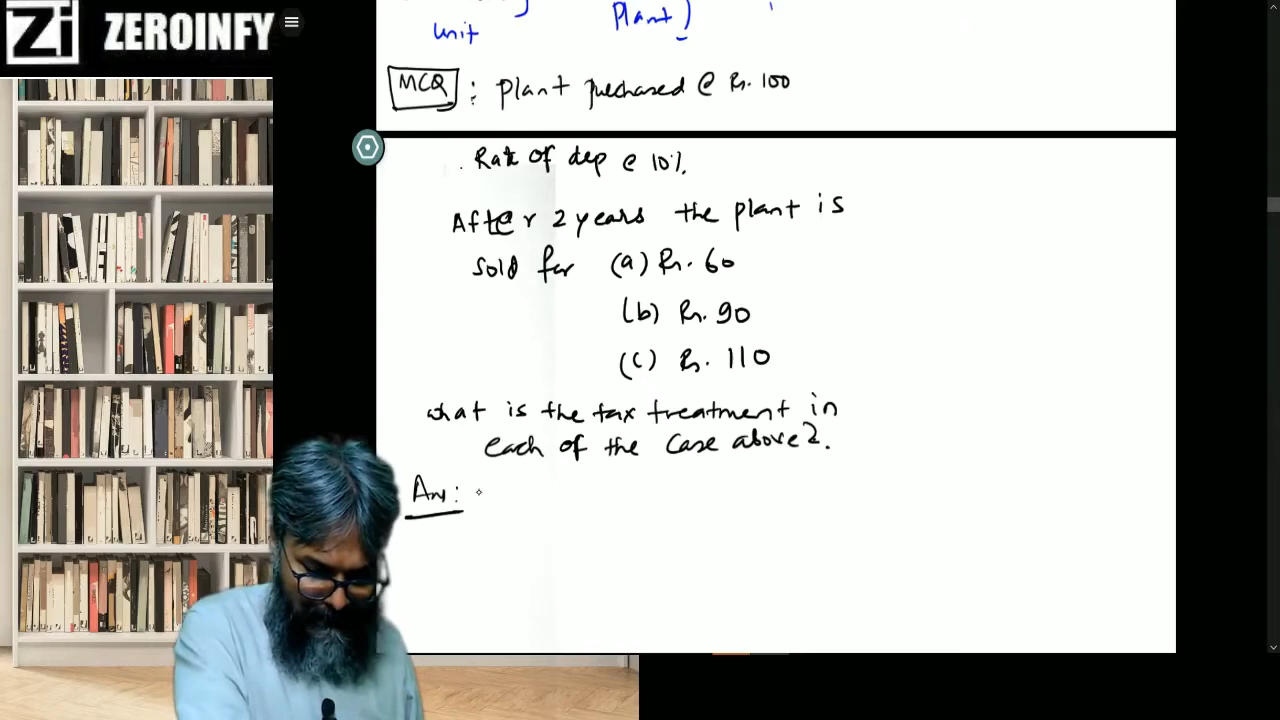 Zi ZEROINFY
unit Plant)
MCQ : plant purchased @ Rs. 100
. Rate of dep @ 10%.
After 2 years the plant is
sold for (a) Rs. 60
(b) Rs. 90
(c) Rs. 110
what is the tax treatment in
each of the case above?.
Ans: